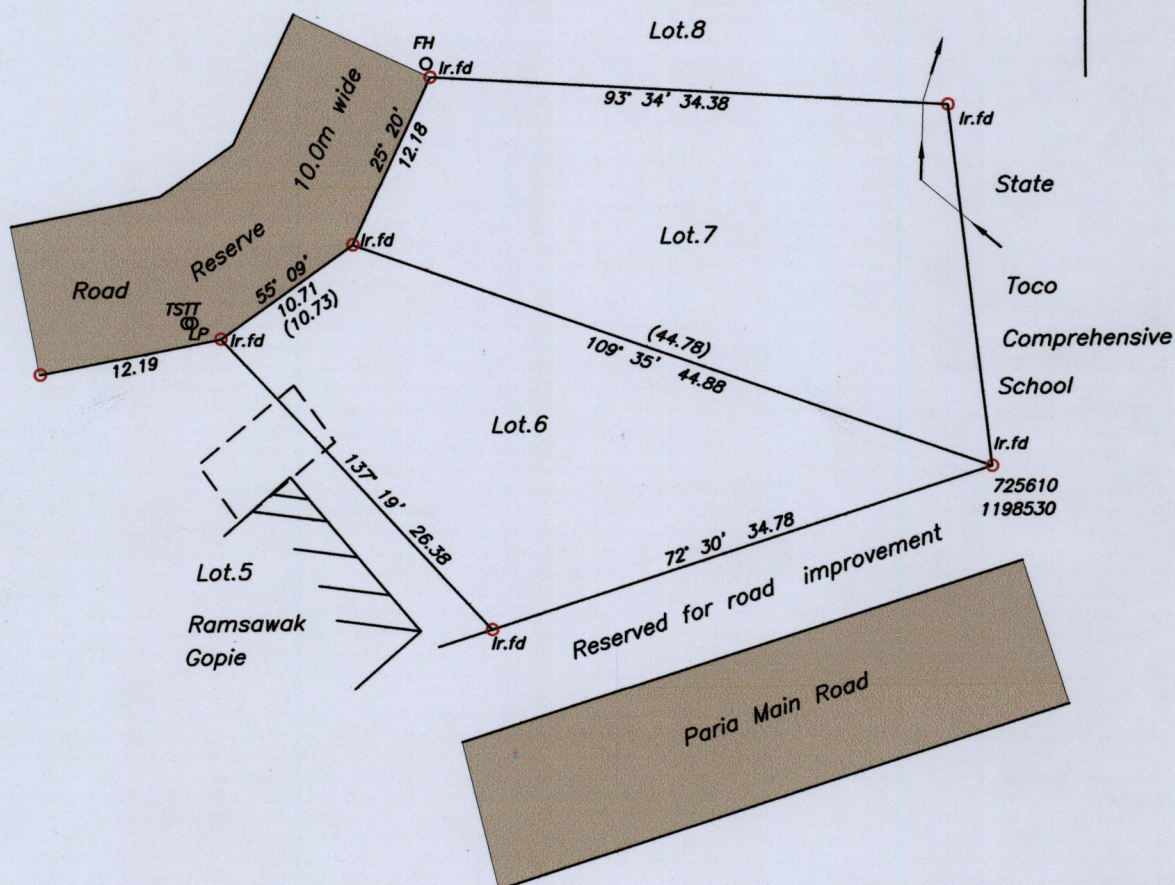 Lot.8
FH
Ir.fd
93° 34' 34.38
Ir.fd
10.0m wide
25° 20'
12.18
State
Reserve
Ir.fd
Lot.7
Road
55° 09'
10.71
(10.73)
Toco
TSTT
LP
Ir.fd
12.19
(44.78)
109° 35' 44.88
Comprehensive
School
Lot.6
Ir.fd
725610
1198530
137° 19' 26.38
72° 30' 34.78
Lot.5
Ramsawak
Gopie
Ir.fd
Reserved for road improvement
Paria Main Road